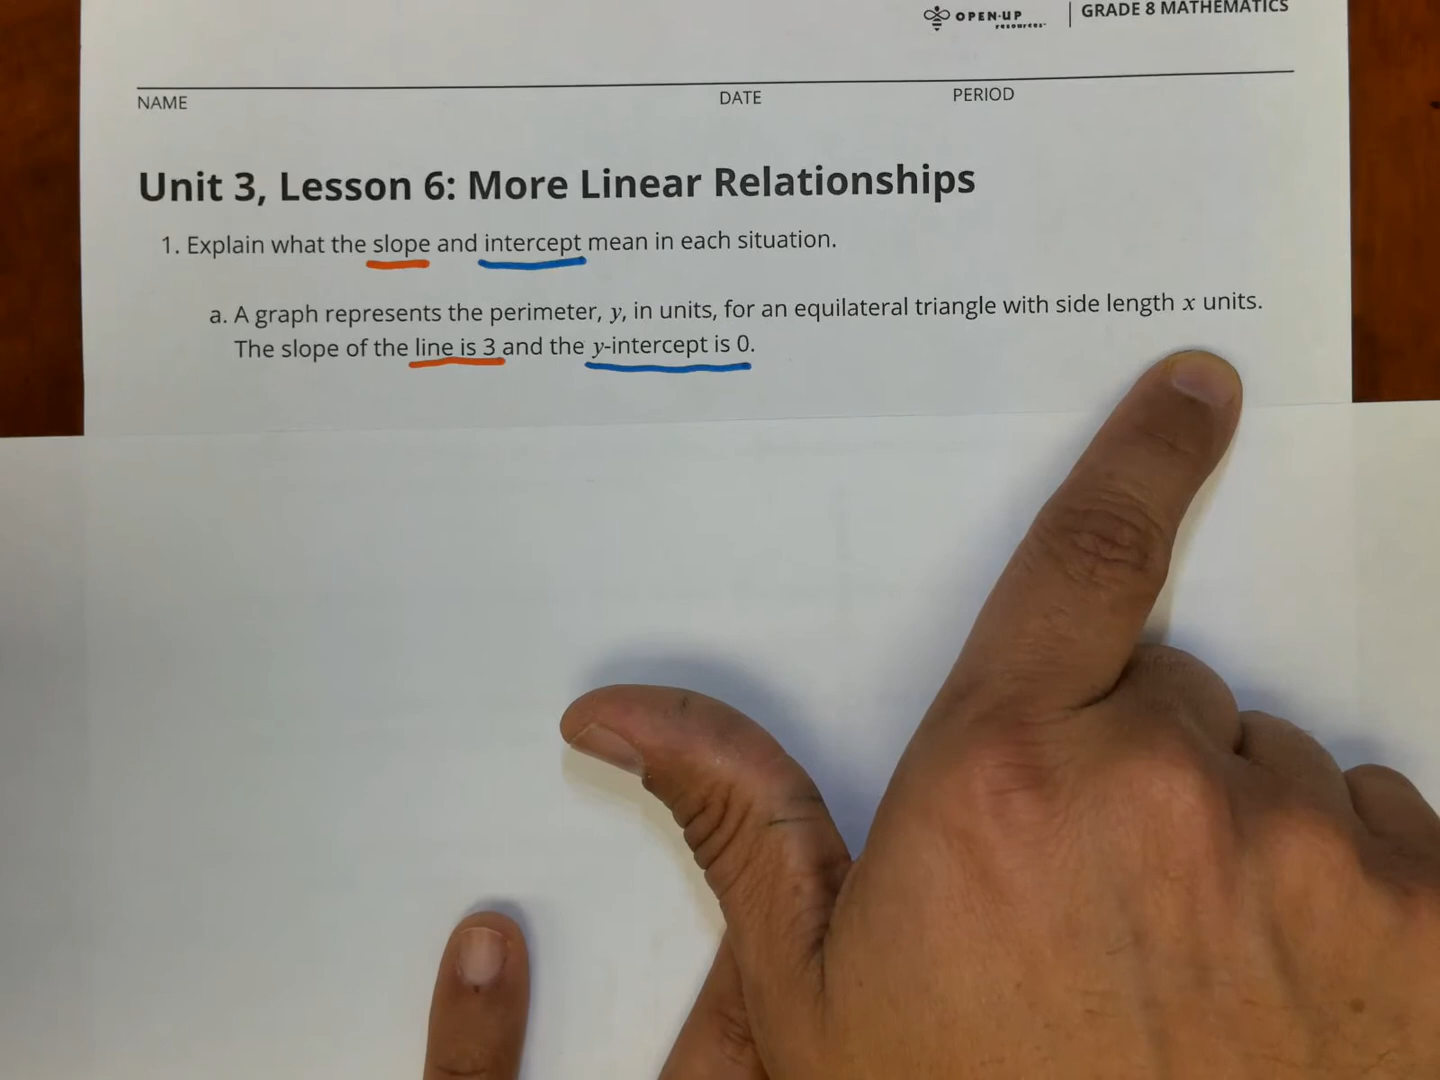 OPEN-UP
resources
GRADE 8 MATHEMATICS
NAME
DATE
PERIOD
Unit 3, Lesson 6: More Linear Relationships
1. Explain what the slope and intercept mean in each situation.
a. A graph represents the perimeter, y, in units, for an equilateral triangle with side length x units.
The slope of the line is 3 and the y-intercept is 0.